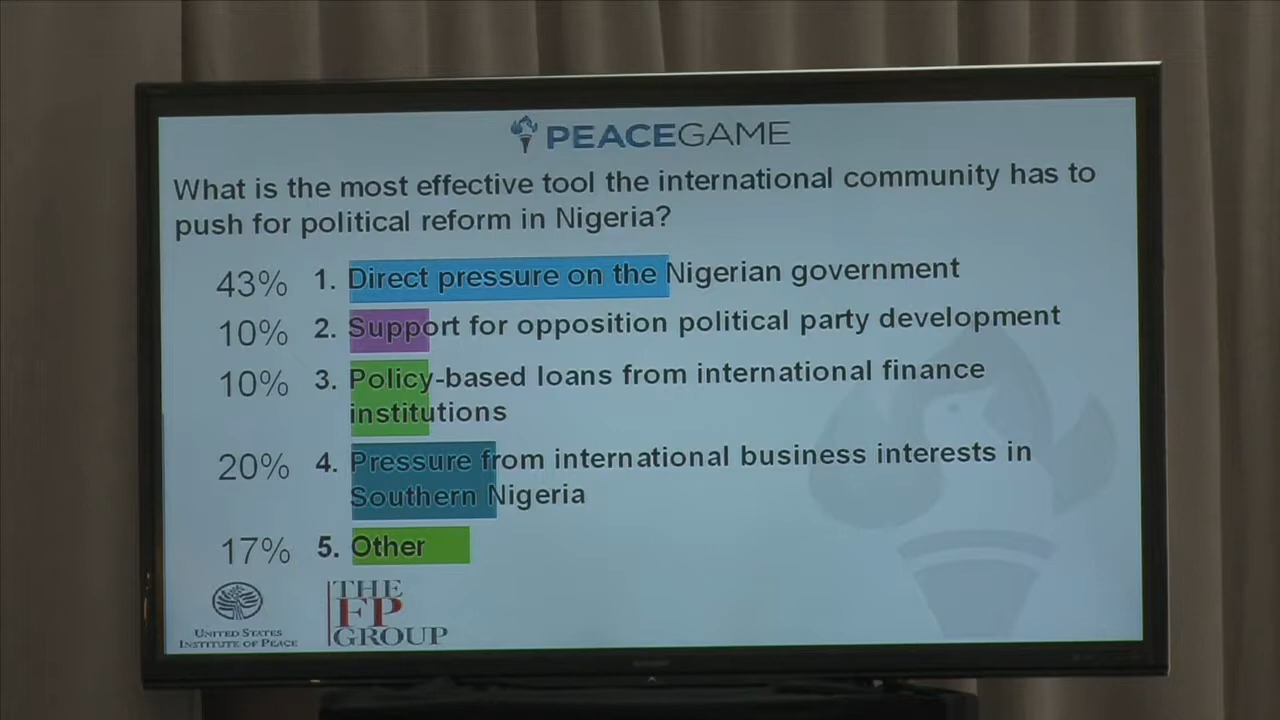 PEACEGAME
What is the most effective tool the international community has to
push for political reform in Nigeria?
43% 1. Direct pressure on the Nigerian government
10% 2. Support for opposition political party development
10% 3. Policy-based loans from international finance
institutions
20% 4. Pressure from international business interests in
Southern Nigeria
17% 5. Other
UNITED STATES
INSTITUTE OF PEACE
THE
FP
GROUP